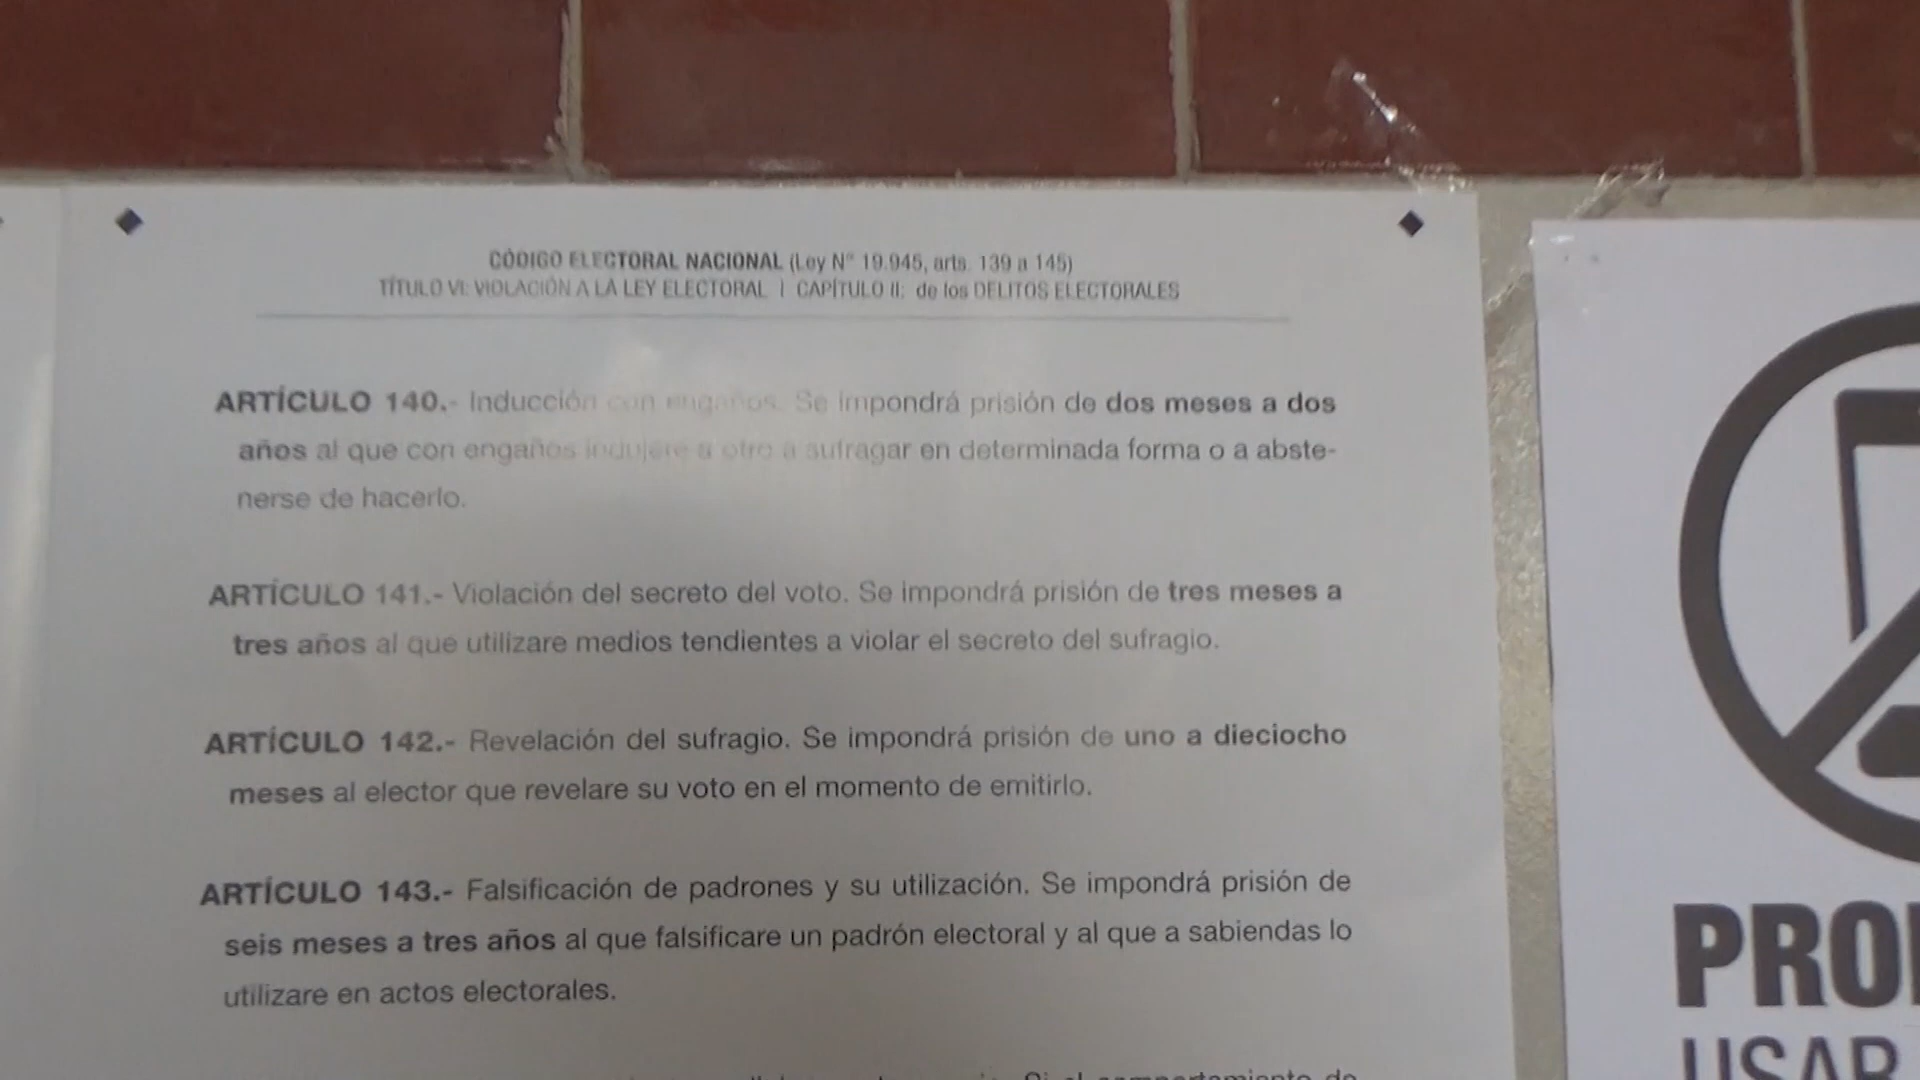 CÓDIGO ELECTORAL NACIONAL (Ley N° 19.945, arts. 139 a 145)
TÍTULO VI: VIOLACIÓN A LA LEY ELECTORAL | CAPÍTULO II: de los DELITOS ELECTORALES
ARTÍCULO 140.- Inducción con engaños. Se impondrá prisión de dos meses a dos
años al que con engaños indujere a otro a sufragar en determinada forma o a abste-
nerse de hacerlo.
ARTÍCULO 141.- Violación del secreto del voto. Se impondrá prisión de tres meses a
tres años al que utilizare medios tendientes a violar el secreto del sufragio.
ARTÍCULO 142.- Revelación del sufragio. Se impondrá prisión de uno a dieciocho
meses al elector que revelare su voto en el momento de emitirlo.
ARTÍCULO 143.- Falsificación de padrones y su utilización. Se impondrá prisión de
seis meses a tres años al que falsificare un padrón electoral y al que a sabiendas lo
utilizare en actos electorales.
Si el comportamiento de
PRO
USAR